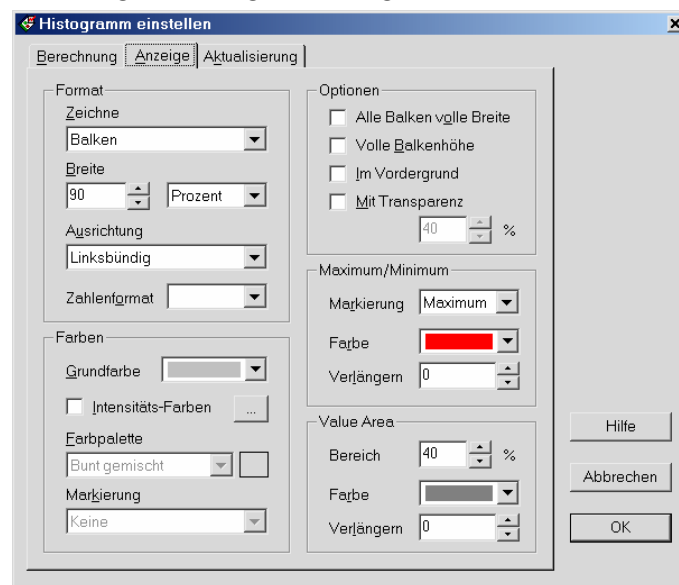 Histogramm einstellen
Berechnung Anzeige Aktualisierung
Format
Zeichne
Balken
Breite
90 Prozent
Ausrichtung
Linksbündig
Zahlenformat
Farben
Grundfarbe
Intensitäts-Farben ...
Farbpalette
Bunt gemischt
Markierung
Keine
Optionen
Alle Balken volle Breite
Volle Balkenhöhe
Im Vordergrund
Mit Transparenz
40 %
Maximum/Minimum
Markierung Maximum
Farbe
Verlängern 0
Value Area
Bereich 40 %
Farbe
Verlängern 0
Hilfe
Abbrechen
OK